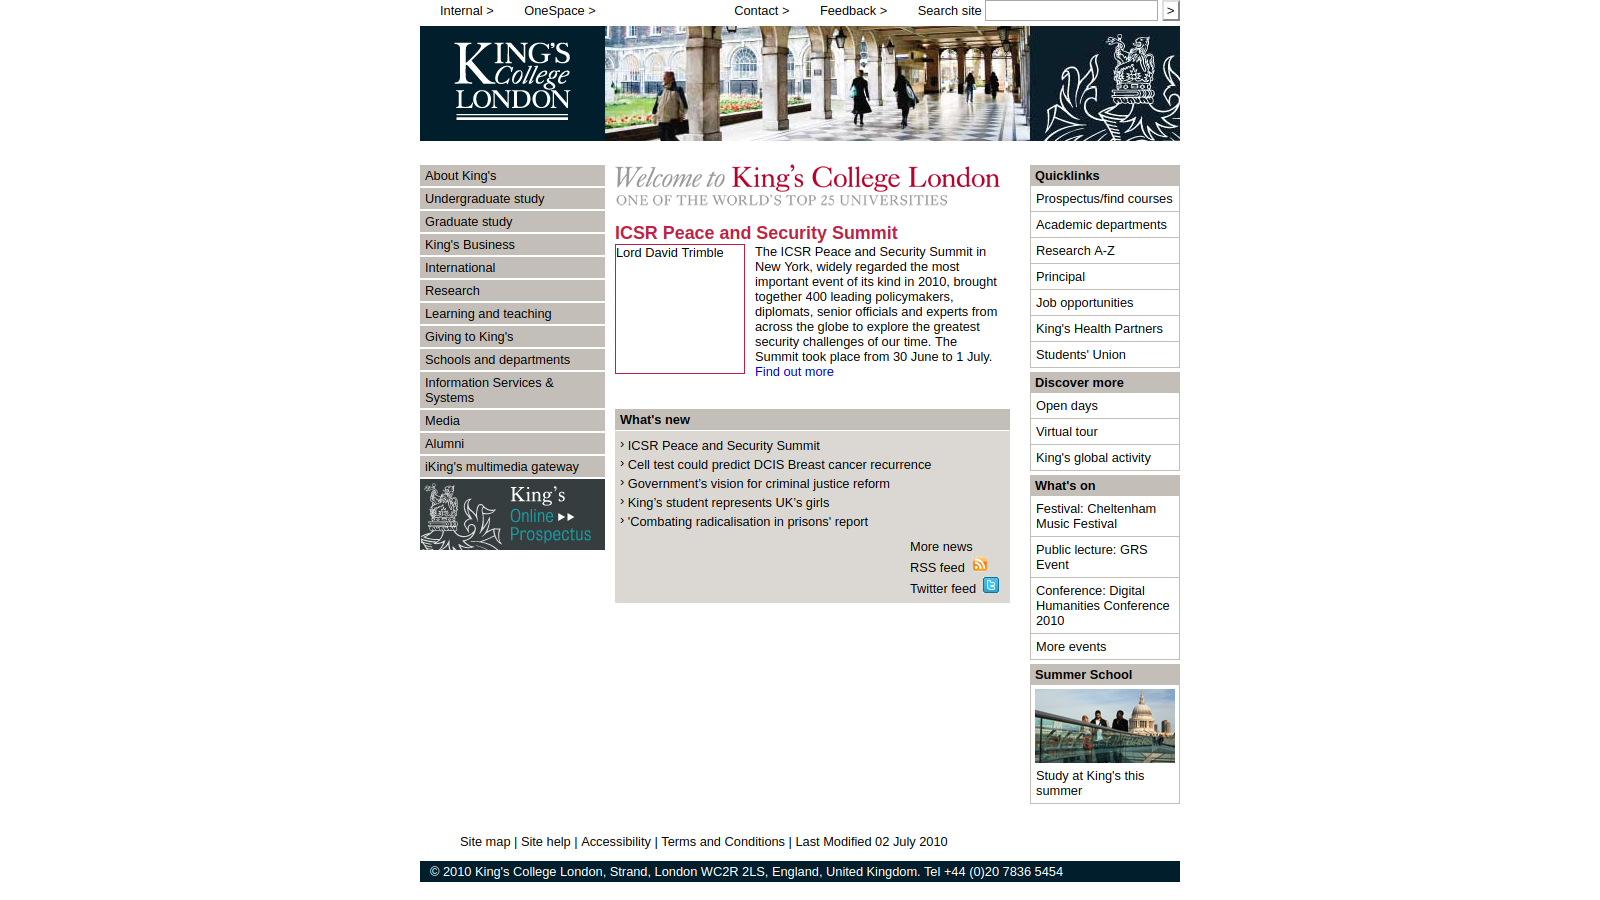 Internal >
OneSpace >
Contact >
Feedback >
Search site
>
KING'S
College
LONDON
About King's
Undergraduate study
Graduate study
King's Business
International
Research
Learning and teaching
Giving to King's
Schools and departments
Information Services &
Systems
Media
Alumni
iKing's multimedia gateway
King's
Online
Prospectus
Welcome to King's College London
ONE OF THE WORLD'S TOP 25 UNIVERSITIES
ICSR Peace and Security Summit
Lord David Trimble
The ICSR Peace and Security Summit in
New York, widely regarded the most
important event of its kind in 2010, brought
together 400 leading policymakers,
diplomats, senior officials and experts from
across the globe to explore the greatest
security challenges of our time. The
Summit took place from 30 June to 1 July.
Find out more
What's new
› ICSR Peace and Security Summit
› Cell test could predict DCIS Breast cancer recurrence
› Government’s vision for criminal justice reform
› King’s student represents UK’s girls
› 'Combating radicalisation in prisons' report
More news
RSS feed
Twitter feed
Quicklinks
Prospectus/find courses
Academic departments
Research A-Z
Principal
Job opportunities
King's Health Partners
Students' Union
Discover more
Open days
Virtual tour
King's global activity
What's on
Festival: Cheltenham
Music Festival
Public lecture: GRS
Event
Conference: Digital
Humanities Conference
2010
More events
Summer School
Study at King's this
summer
Site map | Site help | Accessibility | Terms and Conditions | Last Modified 02 July 2010
© 2010 King's College London, Strand, London WC2R 2LS, England, United Kingdom. Tel +44 (0)20 7836 5454